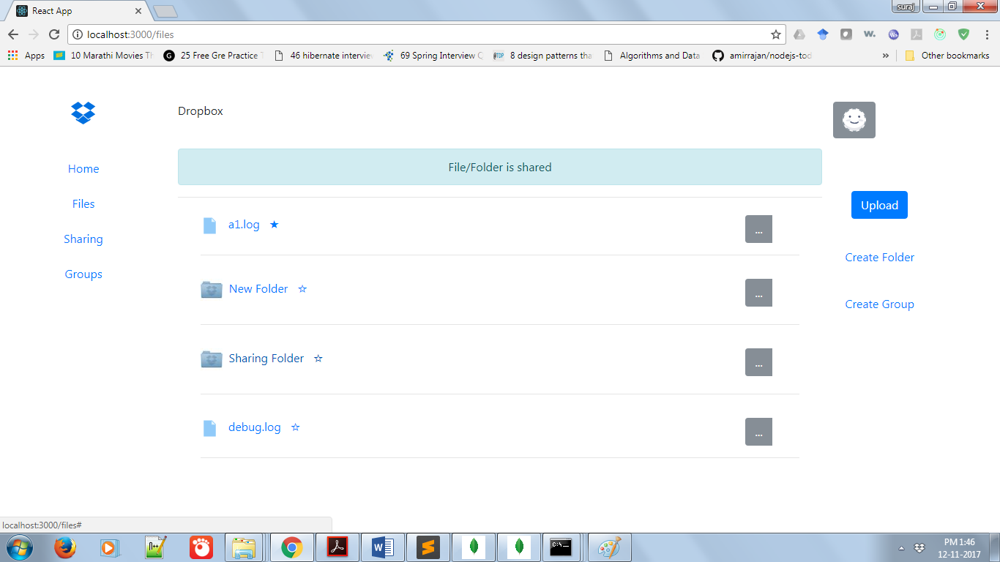 React App
suraj
localhost:3000/files
Apps
10 Marathi Movies Th
25 Free Gre Practice T
46 hibernate interview
69 Spring Interview Q
8 design patterns tha
Algorithms and Data
amirrajan/nodejs-tod
»
Other bookmarks
Dropbox
File/Folder is shared
Home
Files
Sharing
Groups
a1.log ★
...
New Folder ☆
...
Sharing Folder ☆
...
debug.log ☆
...
Upload
Create Folder
Create Group
localhost:3000/files#
PM 1:46
12-11-2017